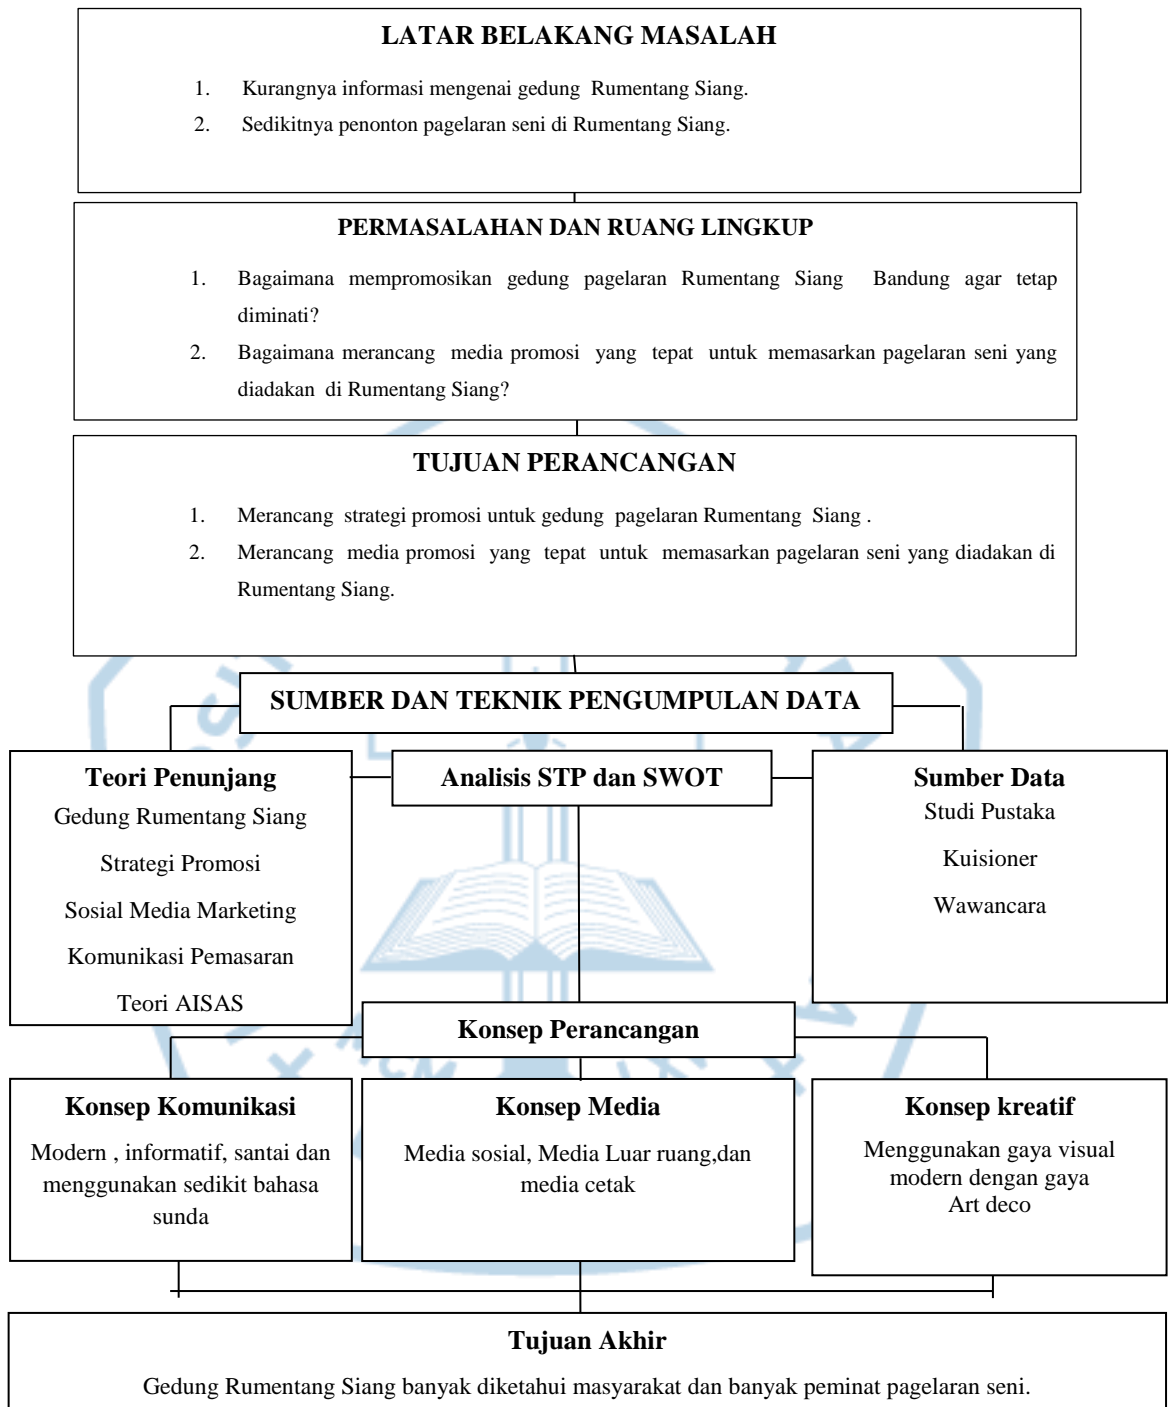 LATAR BELAKANG MASALAH
1. Kurangnya informasi mengenai gedung Rumentang Siang.
2. Sedikitnya penonton pagelaran seni di Rumentang Siang.
PERMASALAHAN DAN RUANG LINGKUP
1. Bagaimana mempromosikan gedung pagelaran Rumentang Siang Bandung agar tetap
diminati?
2. Bagaimana merancang media promosi yang tepat untuk memasarkan pagelaran seni yang
diadakan di Rumentang Siang?
TUJUAN PERANCANGAN
1. Merancang strategi promosi untuk gedung pagelaran Rumentang Siang .
2. Merancang media promosi yang tepat untuk memasarkan pagelaran seni yang diadakan di
Rumentang Siang.
SUMBER DAN TEKNIK PENGUMPULAN DATA
Teori Penunjang
Gedung Rumentang Siang
Strategi Promosi
Sosial Media Marketing
Komunikasi Pemasaran
Teori AISAS
Analisis STP dan SWOT
Sumber Data
Studi Pustaka
Kuisioner
Wawancara
Konsep Perancangan
Konsep Komunikasi
Modern , informatif, santai dan
menggunakan sedikit bahasa
sunda
Konsep Media
Media sosial, Media Luar ruang,dan
media cetak
Konsep kreatif
Menggunakan gaya visual
modern dengan gaya
Art deco
Tujuan Akhir
Gedung Rumentang Siang banyak diketahui masyarakat dan banyak peminat pagelaran seni.